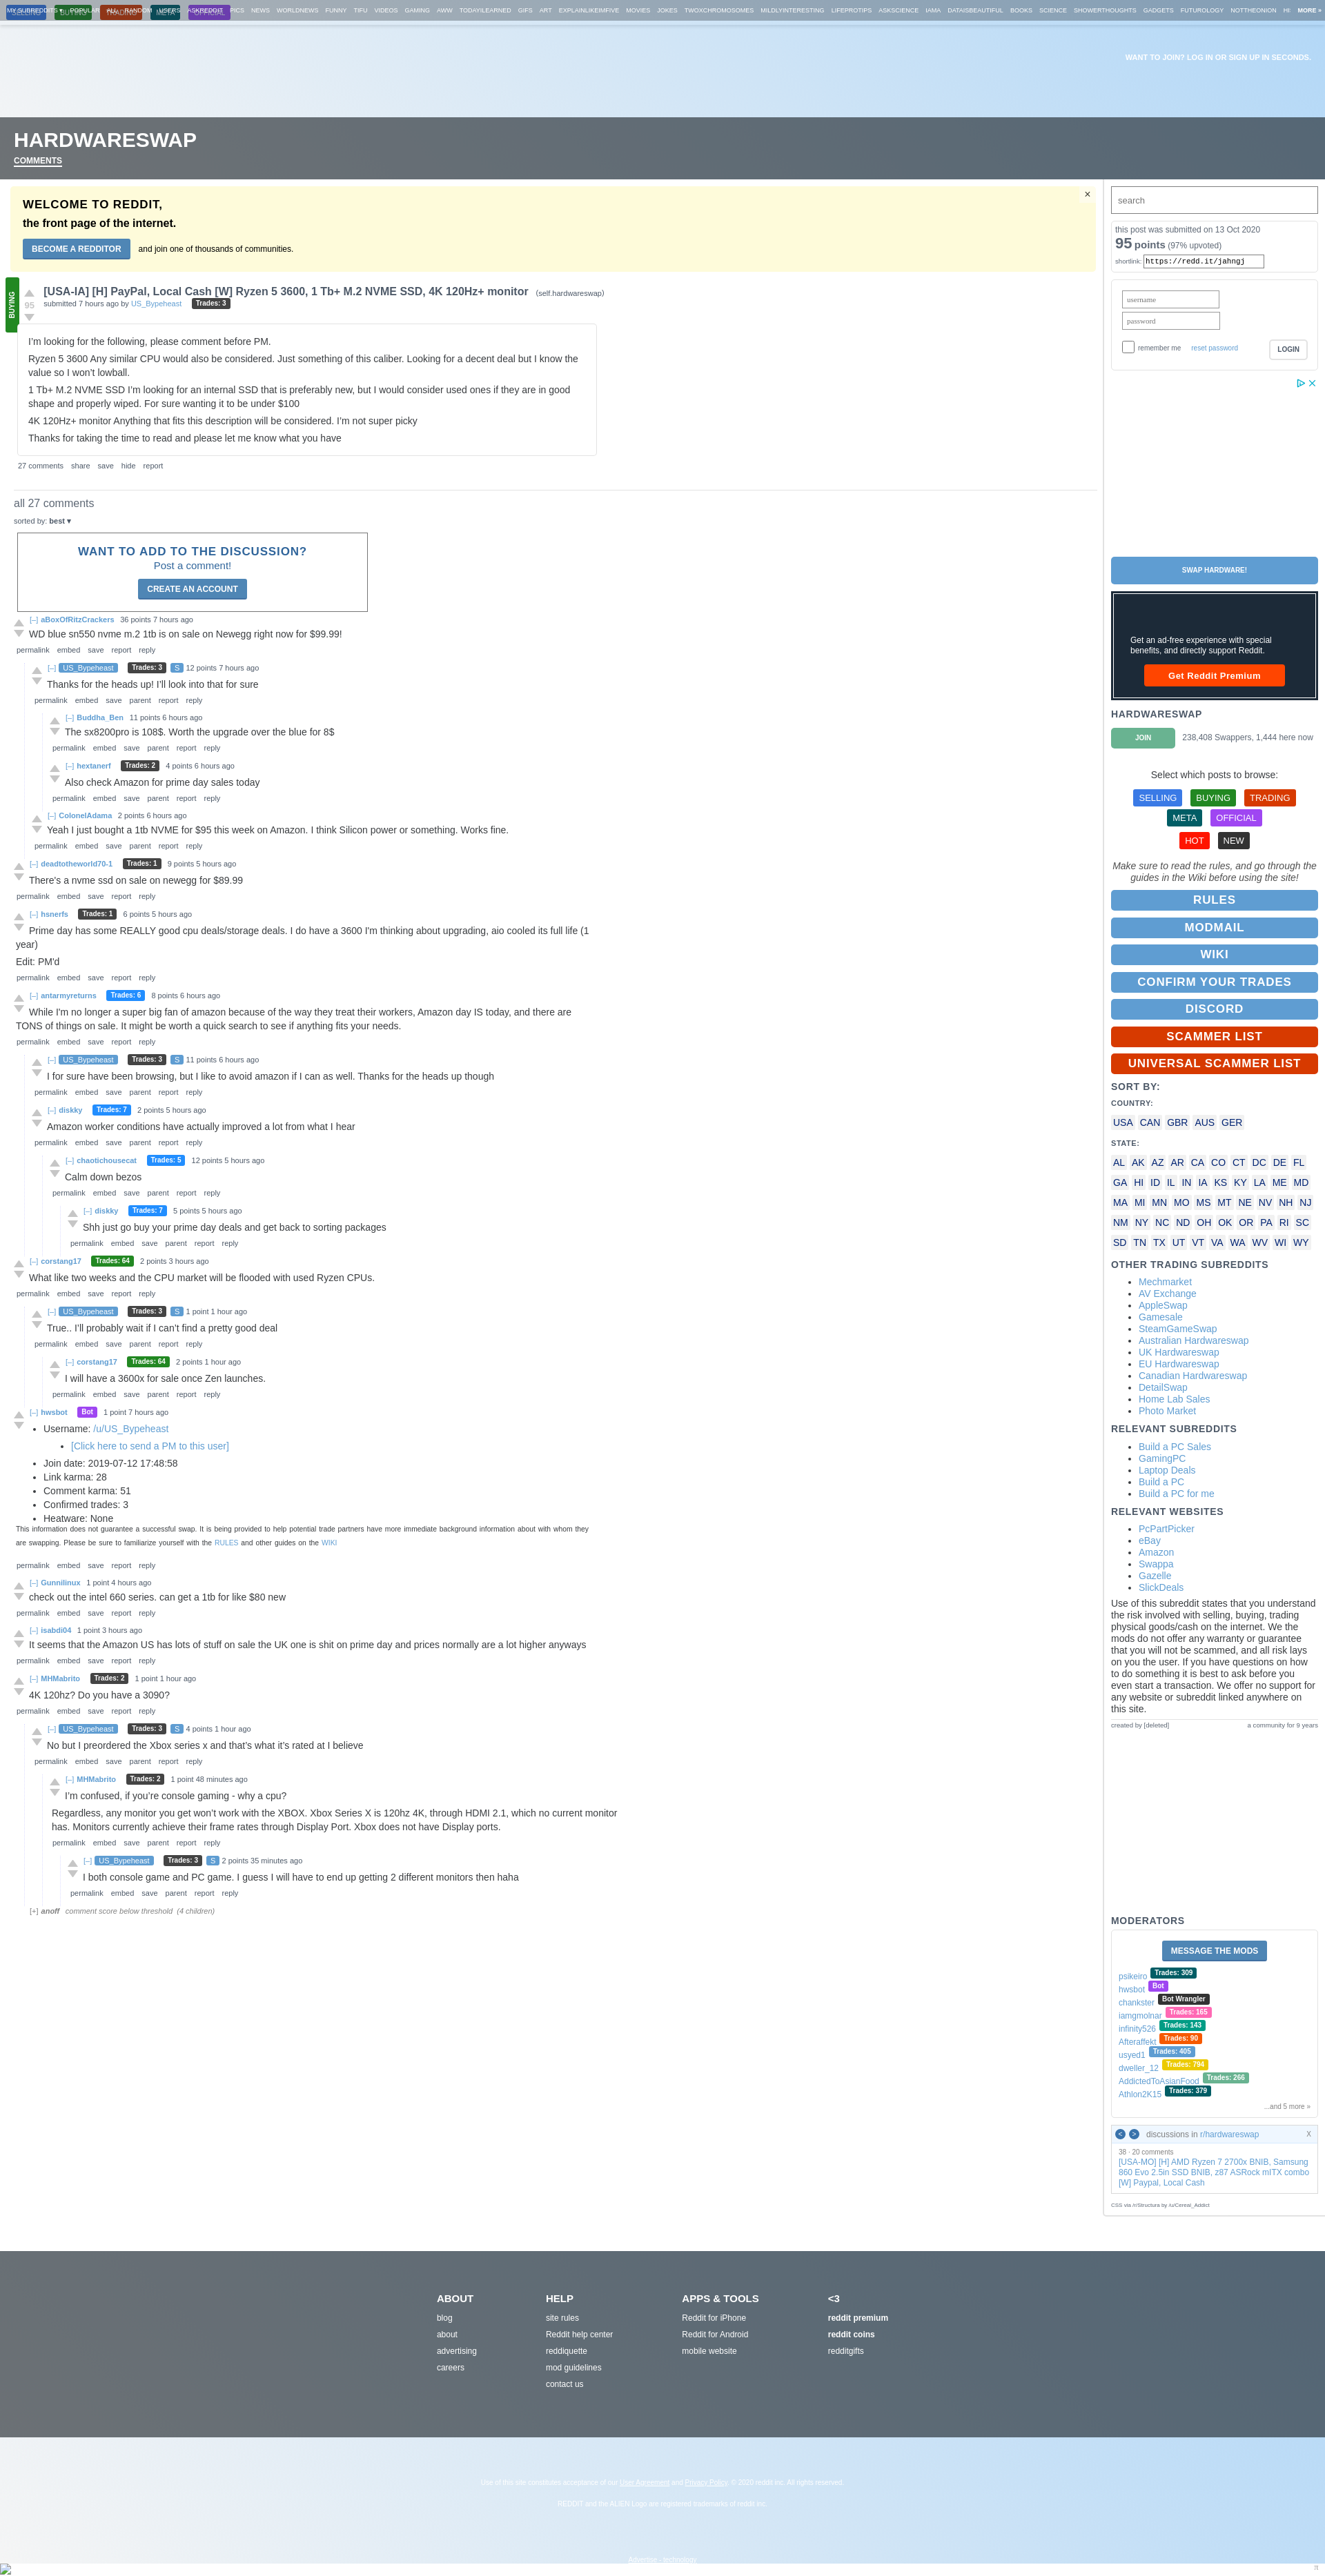 MY SUBREDDITS ▾ POPULAR - ALL - RANDOM - USERS | ASKREDDIT - PICS - NEWS - WORLDNEWS - FUNNY - TIFU - VIDEOS - GAMING - AWW - TODAYILEARNED - GIFS - ART - EXPLAINLIKEIMFIVE - MOVIES - JOKES - TWOXCHROMOSOMES - MILDLYINTERESTING - LIFEPROTIPS - ASKSCIENCE - IAMA - DATAISBEAUTIFUL - BOOKS - SCIENCE - SHOWERTHOUGHTS - GADGETS - FUTUROLOGY - NOTTHEONION - HI MORE »
SELLING BUYING TRADING META OFFICIAL
WANT TO JOIN? LOG IN OR SIGN UP IN SECONDS.
HARDWARESWAP
COMMENTS
WELCOME TO REDDIT,
the front page of the internet.
BECOME A REDDITOR and join one of thousands of communities.
×
BUYING
95
[USA-IA] [H] PayPal, Local Cash [W] Ryzen 5 3600, 1 Tb+ M.2 NVME SSD, 4K 120Hz+ monitor (self.hardwareswap)
submitted 7 hours ago by US_Bypeheast Trades: 3
I'm looking for the following, please comment before PM.
Ryzen 5 3600 Any similar CPU would also be considered. Just something of this caliber. Looking for a decent deal but I know the
value so I won't lowball.
1 Tb+ M.2 NVME SSD I'm looking for an internal SSD that is preferably new, but I would consider used ones if they are in good
shape and properly wiped. For sure wanting it to be under $100
4K 120Hz+ monitor Anything that fits this description will be considered. I'm not super picky
Thanks for taking the time to read and please let me know what you have
27 comments share save hide report
all 27 comments
sorted by: best ▾
WANT TO ADD TO THE DISCUSSION?
Post a comment!
CREATE AN ACCOUNT
[–] aBoxOfRitzCrackers 36 points 7 hours ago
WD blue sn550 nvme m.2 1tb is on sale on Newegg right now for $99.99!
permalink embed save report reply
[–] US_Bypeheast Trades: 3 S 12 points 7 hours ago
Thanks for the heads up! I'll look into that for sure
permalink embed save parent report reply
[–] Buddha_Ben 11 points 6 hours ago
The sx8200pro is 108$. Worth the upgrade over the blue for 8$
permalink embed save parent report reply
[–] hextanerf Trades: 2 4 points 6 hours ago
Also check Amazon for prime day sales today
permalink embed save parent report reply
[–] ColonelAdama 2 points 6 hours ago
Yeah I just bought a 1tb NVME for $95 this week on Amazon. I think Silicon power or something. Works fine.
permalink embed save parent report reply
[–] deadtotheworld70-1 Trades: 1 9 points 5 hours ago
There's a nvme ssd on sale on newegg for $89.99
permalink embed save report reply
[–] hsnerfs Trades: 1 6 points 5 hours ago
Prime day has some REALLY good cpu deals/storage deals. I do have a 3600 I'm thinking about upgrading, aio cooled its full life (1
year)
Edit: PM'd
permalink embed save report reply
[–] antarmyreturns Trades: 6 8 points 6 hours ago
While I'm no longer a super big fan of amazon because of the way they treat their workers, Amazon day IS today, and there are
TONS of things on sale. It might be worth a quick search to see if anything fits your needs.
permalink embed save report reply
[–] US_Bypeheast Trades: 3 S 11 points 6 hours ago
I for sure have been browsing, but I like to avoid amazon if I can as well. Thanks for the heads up though
permalink embed save parent report reply
[–] diskky Trades: 7 2 points 5 hours ago
Amazon worker conditions have actually improved a lot from what I hear
permalink embed save parent report reply
[–] chaotichousecat Trades: 5 12 points 5 hours ago
Calm down bezos
permalink embed save parent report reply
[–] diskky Trades: 7 5 points 5 hours ago
Shh just go buy your prime day deals and get back to sorting packages
permalink embed save parent report reply
[–] corstang17 Trades: 64 2 points 3 hours ago
What like two weeks and the CPU market will be flooded with used Ryzen CPUs.
permalink embed save report reply
[–] US_Bypeheast Trades: 3 S 1 point 1 hour ago
True.. I'll probably wait if I can't find a pretty good deal
permalink embed save parent report reply
[–] corstang17 Trades: 64 2 points 1 hour ago
I will have a 3600x for sale once Zen launches.
permalink embed save parent report reply
[–] hwsbot Bot 1 point 7 hours ago
Username: /u/US_Bypeheast
[Click here to send a PM to this user]
Join date: 2019-07-12 17:48:58
Link karma: 28
Comment karma: 51
Confirmed trades: 3
Heatware: None
This information does not guarantee a successful swap. It is being provided to help potential trade partners have more immediate background information about with whom they
are swapping. Please be sure to familiarize yourself with the RULES and other guides on the WIKI
permalink embed save report reply
[–] Gunnilinux 1 point 4 hours ago
check out the intel 660 series. can get a 1tb for like $80 new
permalink embed save report reply
[–] isabdi04 1 point 3 hours ago
It seems that the Amazon US has lots of stuff on sale the UK one is shit on prime day and prices normally are a lot higher anyways
permalink embed save report reply
[–] MHMabrito Trades: 2 1 point 1 hour ago
4K 120hz? Do you have a 3090?
permalink embed save report reply
[–] US_Bypeheast Trades: 3 S 4 points 1 hour ago
No but I preordered the Xbox series x and that's what it's rated at I believe
permalink embed save parent report reply
[–] MHMabrito Trades: 2 1 point 48 minutes ago
I'm confused, if you're console gaming - why a cpu?
Regardless, any monitor you get won't work with the XBOX. Xbox Series X is 120hz 4K, through HDMI 2.1, which no current monitor
has. Monitors currently achieve their frame rates through Display Port. Xbox does not have Display ports.
permalink embed save parent report reply
[–] US_Bypeheast Trades: 3 S 2 points 35 minutes ago
I both console game and PC game. I guess I will have to end up getting 2 different monitors then haha
permalink embed save parent report reply
[+] anoff comment score below threshold (4 children)
search
this post was submitted on 13 Oct 2020
95 points (97% upvoted)
shortlink: https://redd.it/jahngj
username
password
remember me reset password LOGIN
SWAP HARDWARE!
Get an ad-free experience with special
benefits, and directly support Reddit.
Get Reddit Premium
HARDWARESWAP
JOIN 238,408 Swappers, 1,444 here now
Select which posts to browse:
SELLING BUYING TRADING
META OFFICIAL
HOT NEW
Make sure to read the rules, and go through the
guides in the Wiki before using the site!
RULES
MODMAIL
WIKI
CONFIRM YOUR TRADES
DISCORD
SCAMMER LIST
UNIVERSAL SCAMMER LIST
SORT BY:
COUNTRY:
USA CAN GBR AUS GER
STATE:
AL AK AZ AR CA CO CT DC DE FL
GA HI ID IL IN IA KS KY LA ME MD
MA MI MN MO MS MT NE NV NH NJ
NM NY NC ND OH OK OR PA RI SC
SD TN TX UT VT VA WA WV WI WY
OTHER TRADING SUBREDDITS
Mechmarket
AV Exchange
AppleSwap
Gamesale
SteamGameSwap
Australian Hardwareswap
UK Hardwareswap
EU Hardwareswap
Canadian Hardwareswap
DetailSwap
Home Lab Sales
Photo Market
RELEVANT SUBREDDITS
Build a PC Sales
GamingPC
Laptop Deals
Build a PC
Build a PC for me
RELEVANT WEBSITES
PcPartPicker
eBay
Amazon
Swappa
Gazelle
SlickDeals
Use of this subreddit states that you understand
the risk involved with selling, buying, trading
physical goods/cash on the internet. We the
mods do not offer any warranty or guarantee
that you will not be scammed, and all risk lays
on you the user. If you have questions on how
to do something it is best to ask before you
even start a transaction. We offer no support for
any website or subreddit linked anywhere on
this site.
created by [deleted] a community for 9 years
MODERATORS
MESSAGE THE MODS
psikeiro Trades: 309
hwsbot Bot
chankster Bot Wrangler
iamgmolnar Trades: 165
infinity526 Trades: 143
Afteraffekt Trades: 90
usyed1 Trades: 405
dweller_12 Trades: 794
AddictedToAsianFood Trades: 266
Athlon2K15 Trades: 379
...and 5 more »
< > discussions in r/hardwareswap X
38 · 20 comments
[USA-MO] [H] AMD Ryzen 7 2700x BNIB, Samsung
860 Evo 2.5in SSD BNIB, z87 ASRock mITX combo
[W] Paypal, Local Cash
CSS via /r/Structura by /u/Cereal_Addict
ABOUT
blog
about
advertising
careers
HELP
site rules
Reddit help center
reddiquette
mod guidelines
contact us
APPS & TOOLS
Reddit for iPhone
Reddit for Android
mobile website
<3
reddit premium
reddit coins
redditgifts
Use of this site constitutes acceptance of our User Agreement and Privacy Policy. © 2020 reddit inc. All rights reserved.
REDDIT and the ALIEN Logo are registered trademarks of reddit inc.
Advertise - technology
π